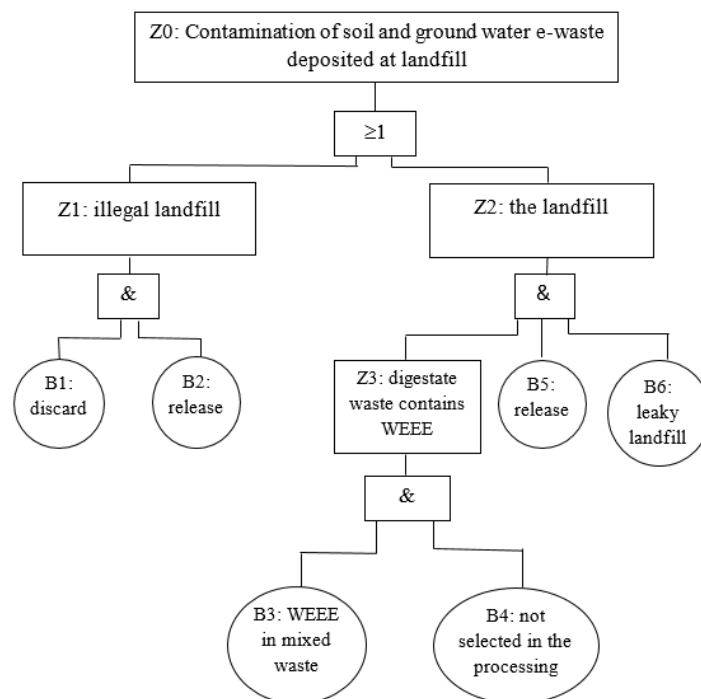 Z0: Contamination of soil and ground water e-waste
deposited at landfill
≥1
Z1: illegal landfill
Z2: the landfill
&
&
B1:
discard
B2:
release
Z3: digestate
waste contains
WEEE
B5:
release
B6:
leaky
landfill
&
B3: WEEE
in mixed
waste
B4: not
selected in the
processing